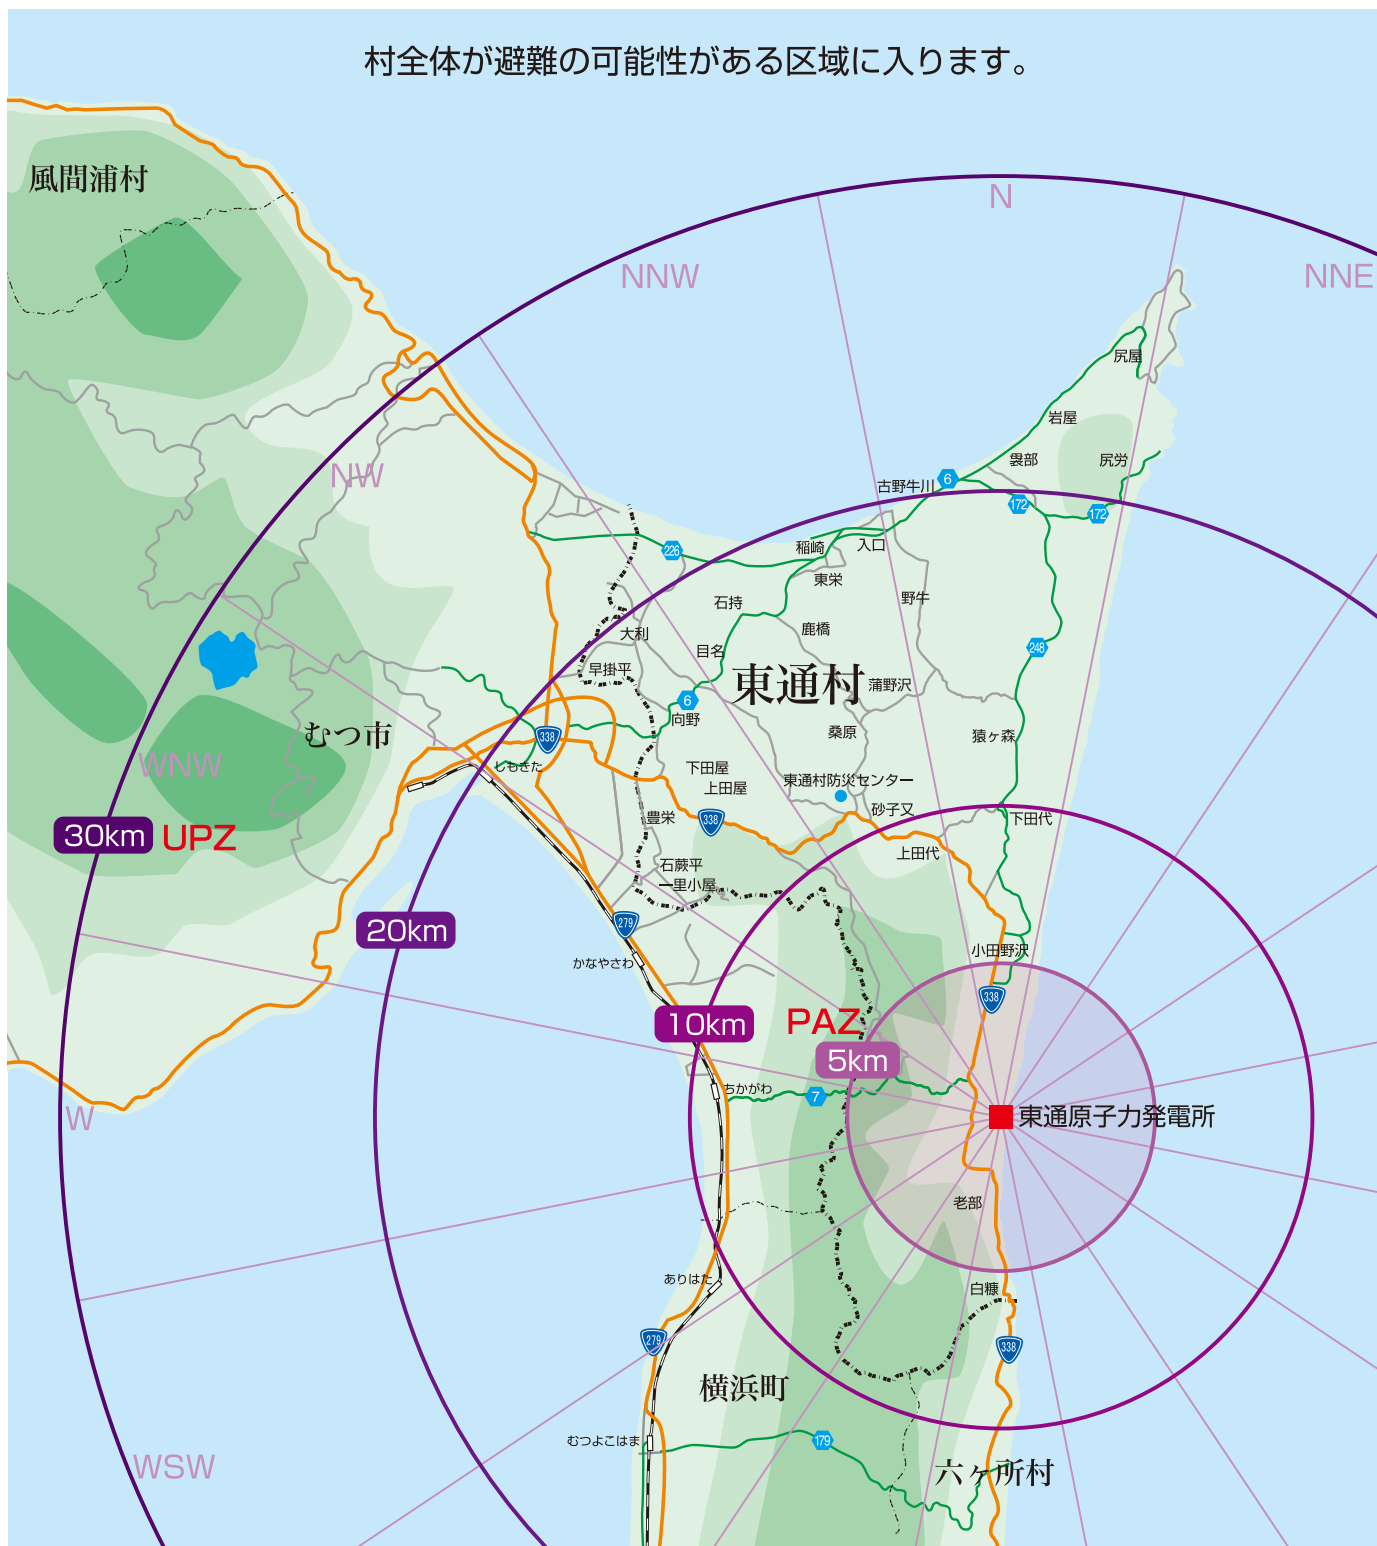 村全体が避難の可能性がある区域に入ります。
風間浦村
N
NNW
NNE
尻屋
岩屋
袰部
尻労
NW
古野牛川
6
172
172
226
稲崎
入口
東栄
石持
野牛
鹿橋
大利
目名
248
早掛平
東通村
蒲野沢
6
向野
むつ市
338
桑原
猿ヶ森
WNW
しもきた
下田屋
上田屋
東通村防災センター
砂子又
豊栄
338
下田代
30km UPZ
上田代
石蕨平
一里小屋
20km
279
小田野沢
かなやさわ
338
10km
PAZ
5km
ちかがわ
7
W
東通原子力発電所
老部
ありはた
白糠
279
338
横浜町
むつよこはま
179
WSW
六ヶ所村